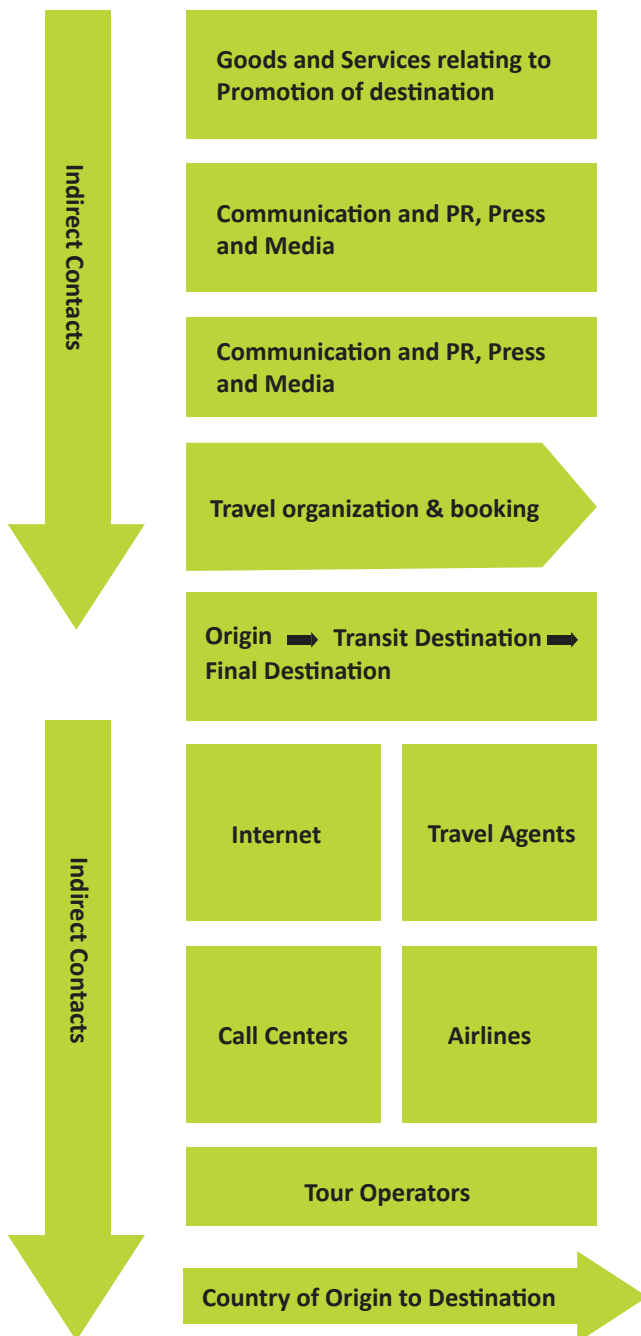 Indirect Contacts
Goods and Services relating to
Promotion of destination
Communication and PR, Press
and Media
Communication and PR, Press
and Media
Travel organization & booking
Origin Transit Destination
Final Destination
Indirect Contacts
Internet
Travel Agents
Call Centers
Airlines
Tour Operators
Country of Origin to Destination